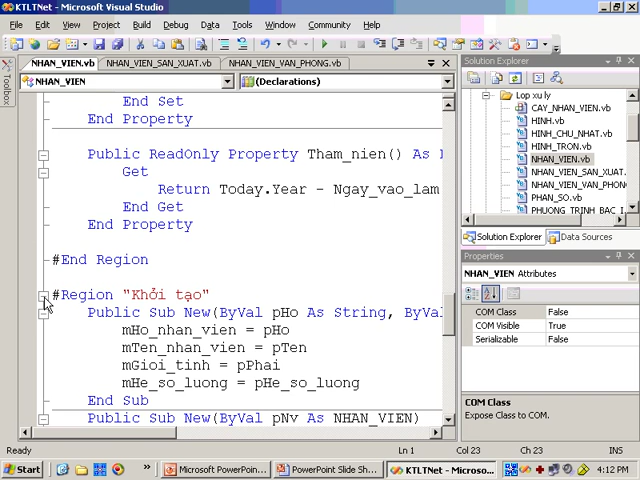 KTLTNet - Microsoft Visual Studio
File Edit View Project Build Debug Data Tools Window Community Help
NHAN_VIEN.vb NHAN_VIEN_SAN_XUAT.vb NHAN_VIEN_VAN_PHONG.vb
NHAN_VIEN (Declarations)
Toolbox
End Set
End Property
Public ReadOnly Property Tham_nien() As I
Get
Return Today.Year - Ngay_vao_lam
End Get
End Property
#End Region
#Region "Khởi tạo"
Public Sub New(ByVal pHo As String, ByVal
mHo_nhan_vien = pHo
mTen_nhan_vien = pTen
mGioi_tinh = pPhai
mHe_so_luong = pHe_so_luong
End Sub
Public Sub New(ByVal pNv As NHAN_VIEN)
Solution Explorer
Lop xu ly
CAY_NHAN_VIEN.vb
HINH.vb
HINH_CHU_NHAT.vb
HINH_TRON.vb
NHAN_VIEN.vb
NHAN_VIEN_SAN_XUAT.
NHAN_VIEN_VAN_PHONG
PHAN_SO.vb
PHUONG_TRINH_BAC_I
Solution Explorer Data Sources
Properties
NHAN_VIEN Attributes
COM Class False
COM Visible True
Serializable False
COM Class
Expose Class to COM.
Ready Ln 1 Col 23 Ch 23 INS
Start » Microsoft PowerPoint... PowerPoint Slide Sh... KTLTNet - Microso... 4:12 PM